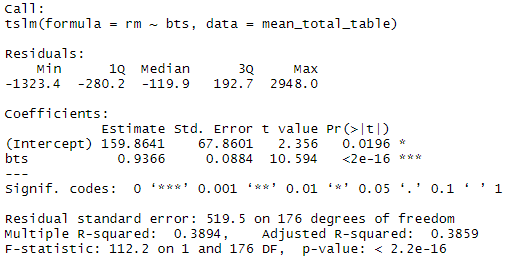 Call:
tslm(formula = rm ~ bts, data = mean_total_table)
Residuals:
Min 1Q Median 3Q Max
-1323.4 -280.2 -119.9 192.7 2948.0
Coefficients:
Estimate Std. Error t value Pr(>|t|)
(Intercept) 159.8641 67.8601 2.356 0.0196 *
bts 0.9366 0.0884 10.594 <2e-16 ***
---
Signif. codes: 0 ‘***’ 0.001 ‘**’ 0.01 ‘*’ 0.05 ‘.’ 0.1 ‘ ’ 1
Residual standard error: 519.5 on 176 degrees of freedom
Multiple R-squared: 0.3894, Adjusted R-squared: 0.3859
F-statistic: 112.2 on 1 and 176 DF, p-value: < 2.2e-16